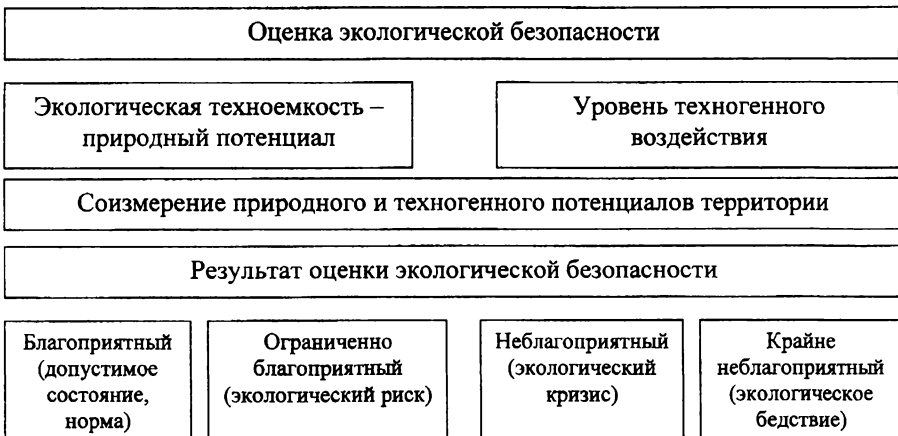 Оценка экологической безопасности
Экологическая техноемкость –
природный потенциал
Уровень техногенного
воздействия
Соизмерение природного и техногенного потенциалов территории
Результат оценки экологической безопасности
Благоприятный
(допустимое
состояние,
норма)
Ограниченно
благоприятный
(экологический риск)
Неблагоприятный
(экологический
кризис)
Крайне
неблагоприятный
(экологическое
бедствие)